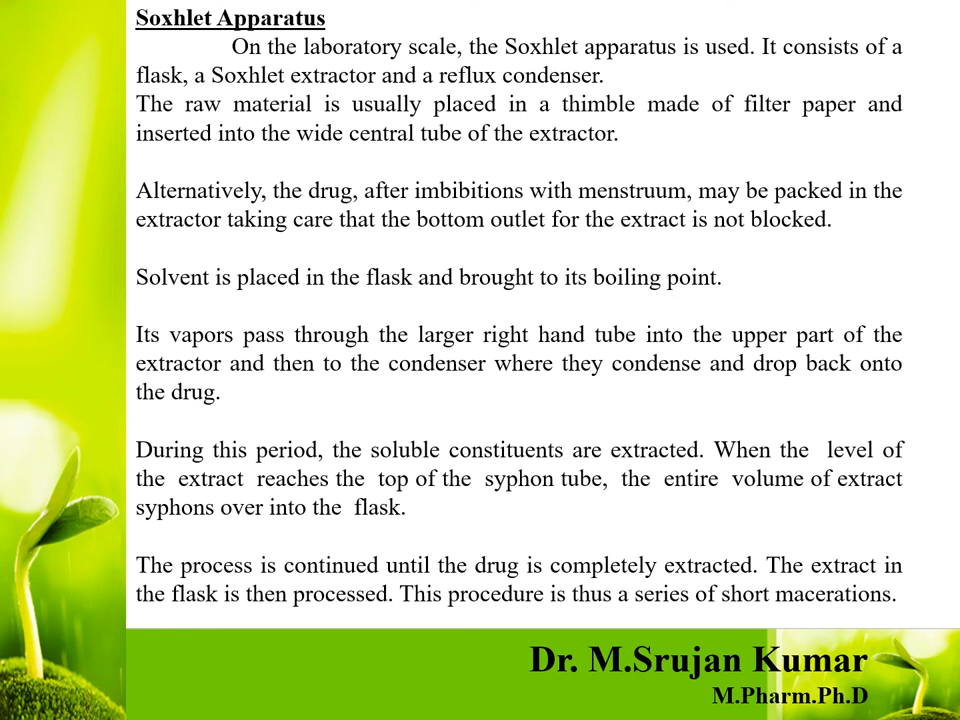 Soxhlet Apparatus
On the laboratory scale, the Soxhlet apparatus is used. It consists of a
flask, a Soxhlet extractor and a reflux condenser.
The raw material is usually placed in a thimble made of filter paper and
inserted into the wide central tube of the extractor.
Alternatively, the drug, after imbibitions with menstruum, may be packed in the
extractor taking care that the bottom outlet for the extract is not blocked.
Solvent is placed in the flask and brought to its boiling point.
Its vapors pass through the larger right hand tube into the upper part of the
extractor and then to the condenser where they condense and drop back onto
the drug.
During this period, the soluble constituents are extracted. When the level of
the extract reaches the top of the syphon tube, the entire volume of extract
syphons over into the flask.
The process is continued until the drug is completely extracted. The extract in
the flask is then processed. This procedure is thus a series of short macerations.
Dr. M.Srujan Kumar
M.Pharm.Ph.D